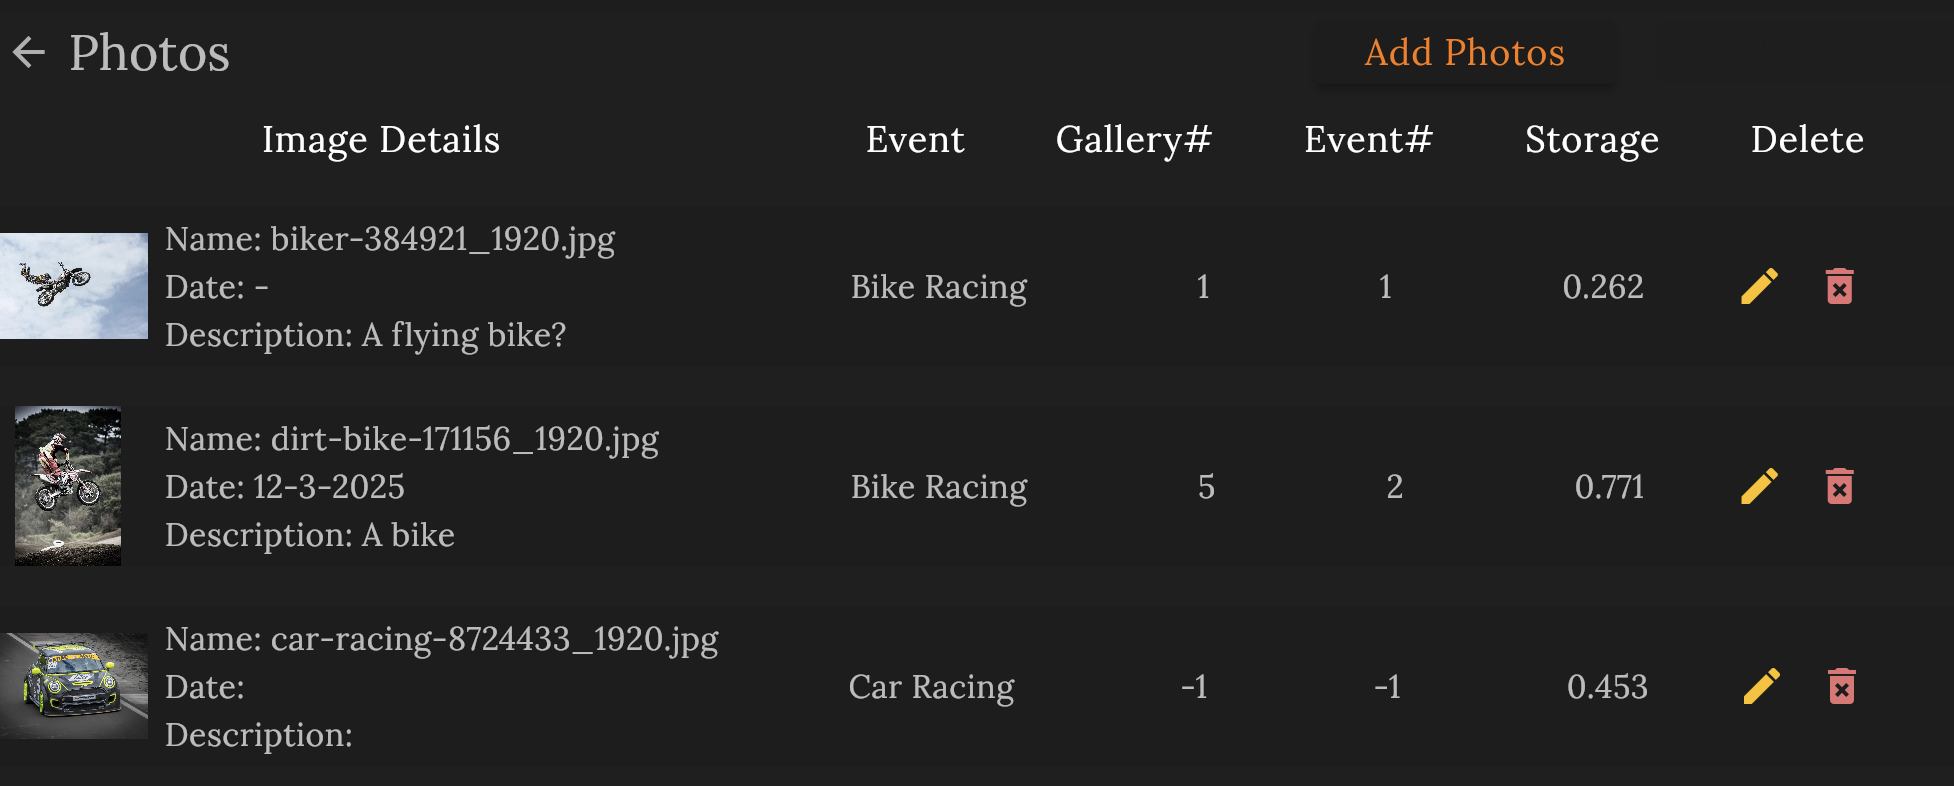 Photos
Add Photos
Image Details Event Gallery# Event# Storage Delete
Name: biker-384921_1920.jpg
Date: -
Description: A flying bike?
Bike Racing 1 1 0.262
Name: dirt-bike-171156_1920.jpg
Date: 12-3-2025
Description: A bike
Bike Racing 5 2 0.771
Name: car-racing-8724433_1920.jpg
Date:
Description:
Car Racing -1 -1 0.453